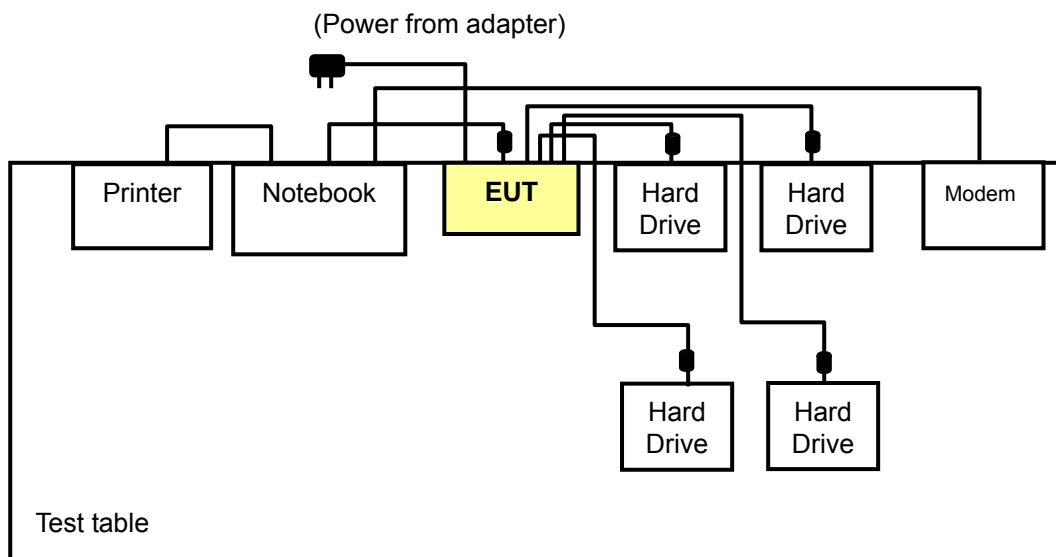 (Power from adapter)
Printer
Notebook
EUT
Hard
Drive
Hard
Drive
Modem
Hard
Drive
Hard
Drive
Test table